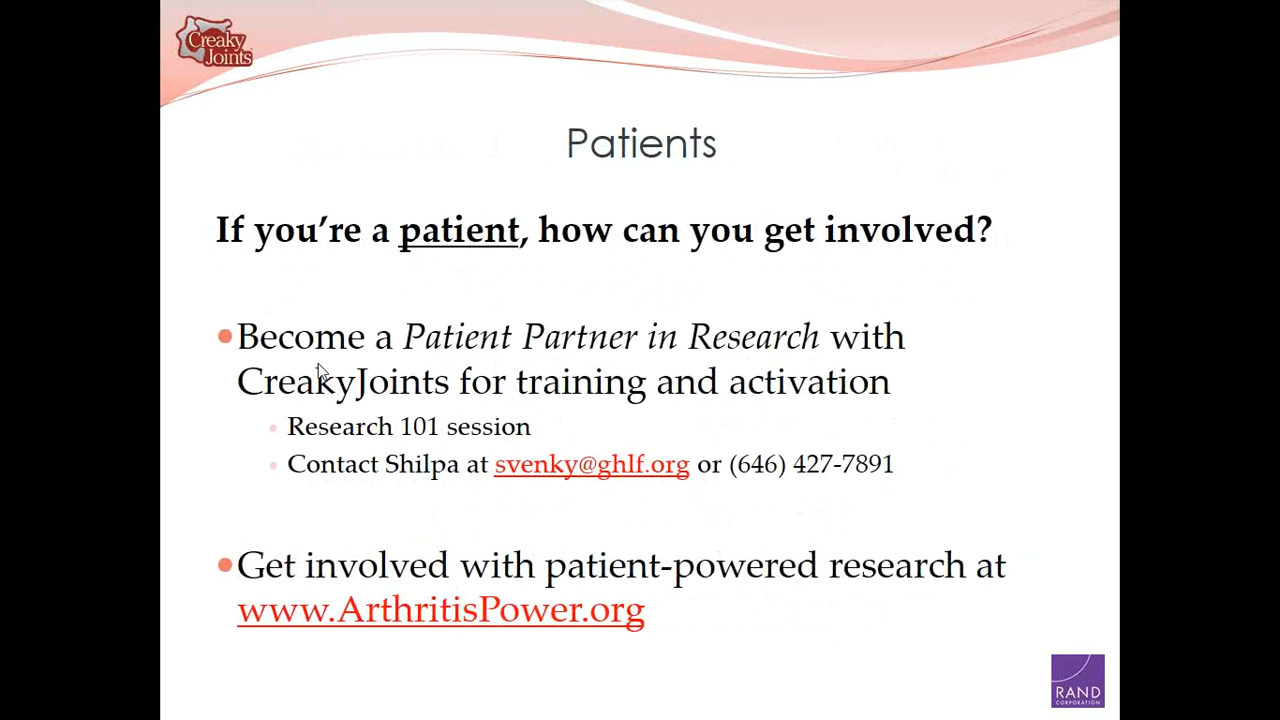 Creaky
Joints
Patients
If you're a patient, how can you get involved?
Become a Patient Partner in Research with
CreakyJoints for training and activation
Research 101 session
Contact Shilpa at svenky@ghlf.org or (646) 427-7891
Get involved with patient-powered research at
www.ArthritisPower.org
RAND
CORPORATION